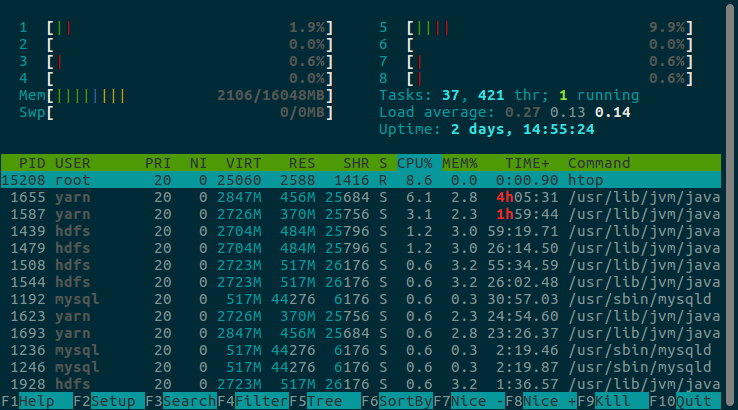 1 [|| 1.9%] 5 [|||| 9.9%]
2 [ 0.0%] 6 [ 0.0%]
3 [| 0.6%] 7 [| 0.6%]
4 [ 0.0%] 8 [| 0.6%]
Mem[|||||||| 2106/16048MB] Tasks: 37, 421 thr; 1 running
Swp[ 0/0MB] Load average: 0.27 0.13 0.14
Uptime: 2 days, 14:55:24
PID USER PRI NI VIRT RES SHR S CPU% MEM% TIME+ Command
15208 root 20 0 25060 2588 1416 R 8.6 0.0 0:00.90 htop
1655 yarn 20 0 2847M 456M 25684 S 6.1 2.8 4h05:31 /usr/lib/jvm/java
1587 yarn 20 0 2726M 370M 25756 S 3.1 2.3 1h59:44 /usr/lib/jvm/java
1439 hdfs 20 0 2704M 484M 25796 S 1.2 3.0 59:19.71 /usr/lib/jvm/java
1479 hdfs 20 0 2704M 484M 25796 S 1.2 3.0 26:14.50 /usr/lib/jvm/java
1508 hdfs 20 0 2723M 517M 26176 S 0.6 3.2 55:34.59 /usr/lib/jvm/java
1544 hdfs 20 0 2723M 517M 26176 S 0.6 3.2 26:02.48 /usr/lib/jvm/java
1192 mysql 20 0 517M 44276 6176 S 0.6 0.3 30:57.03 /usr/sbin/mysqld
1623 yarn 20 0 2726M 370M 25756 S 0.6 2.3 24:54.60 /usr/lib/jvm/java
1693 yarn 20 0 2847M 456M 25684 S 0.6 2.8 23:26.37 /usr/lib/jvm/java
1236 mysql 20 0 517M 44276 6176 S 0.6 0.3 2:19.46 /usr/sbin/mysqld
1246 mysql 20 0 517M 44276 6176 S 0.6 0.3 2:19.87 /usr/sbin/mysqld
1928 hdfs 20 0 2723M 517M 26176 S 0.6 3.2 1:36.57 /usr/lib/jvm/java
F1Help F2Setup F3SearchF4FilterF5Tree F6SortByF7Nice -F8Nice +F9Kill F10Quit